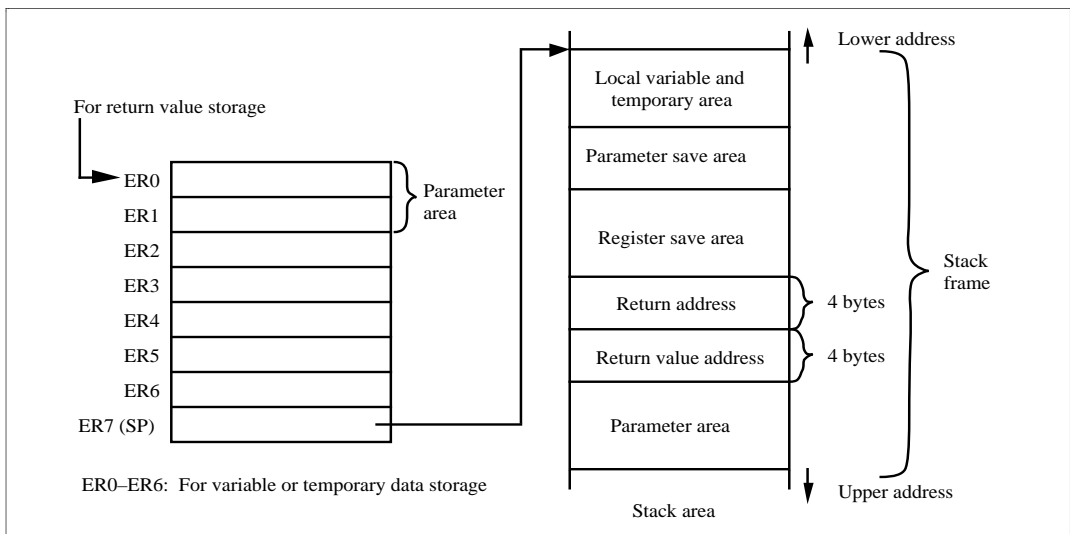 For return value storage
ER0
ER1
ER2
ER3
ER4
ER5
ER6
ER7 (SP)
Parameter
area
ER0–ER6: For variable or temporary data storage
Lower address
Local variable and
temporary area
Parameter save area
Register save area
Return address
4 bytes
Return value address
4 bytes
Parameter area
Stack
frame
Upper address
Stack area